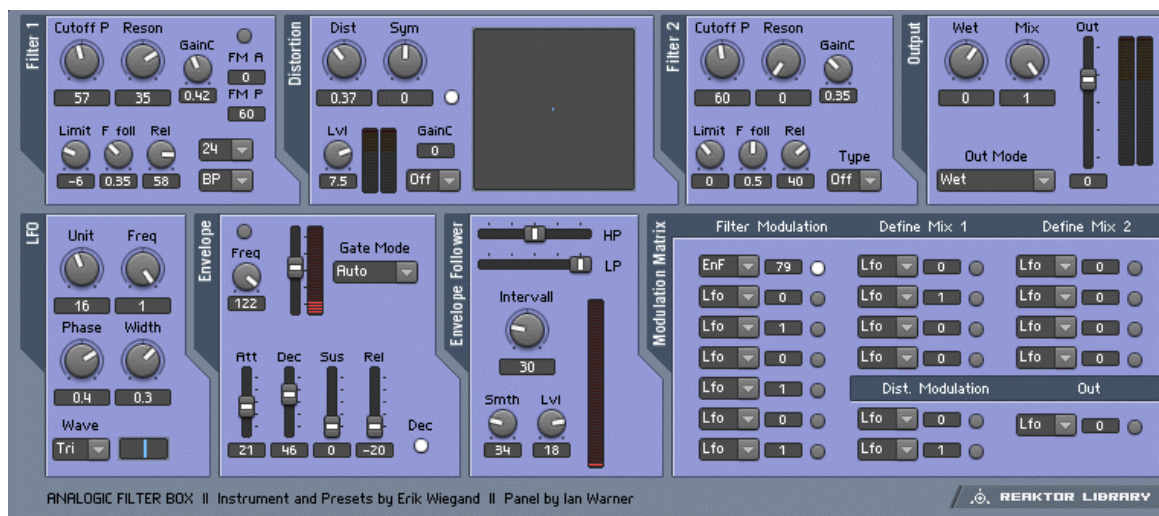 Filter 1
Cutoff P Reson GainC
57 35 0.42
FM A
0
FM P
60
Limit F foll Rel
-6 0.35 58
24
BP
Distortion
Dist Sym
0.37 0
Lvl GainC
7.5 0
Off
Filter 2
Cutoff P Reson GainC
60 0 0.35
Limit F foll Rel
0 0.5 40
Type
Off
Output
Wet Mix Out
0 1
Out Mode
Wet 0
LFO
Unit Freq
16 1
Phase Width
0.4 0.3
Wave
Tri
Envelope
Freq
122
Gate Mode
Auto
Att Dec Sus Rel
21 46 0 -20
Dec
Envelope Follower
HP
LP
Intervall
30
Smth Lvl
34 18
Modulation Matrix
Filter Modulation Define Mix 1 Define Mix 2
EnF 79 Lfo 0 Lfo 0
Lfo 0 Lfo 1 Lfo 0
Lfo 1 Lfo 0 Lfo 0
Lfo 0 Lfo 0 Lfo 0
Lfo 1 Dist. Modulation Out
Lfo 0 Lfo 0 Lfo 0
Lfo 1 Lfo 1
ANALOGIC FILTER BOX II Instrument and Presets by Erik Wiegand II Panel by Ian Warner
REAKTOR LIBRARY